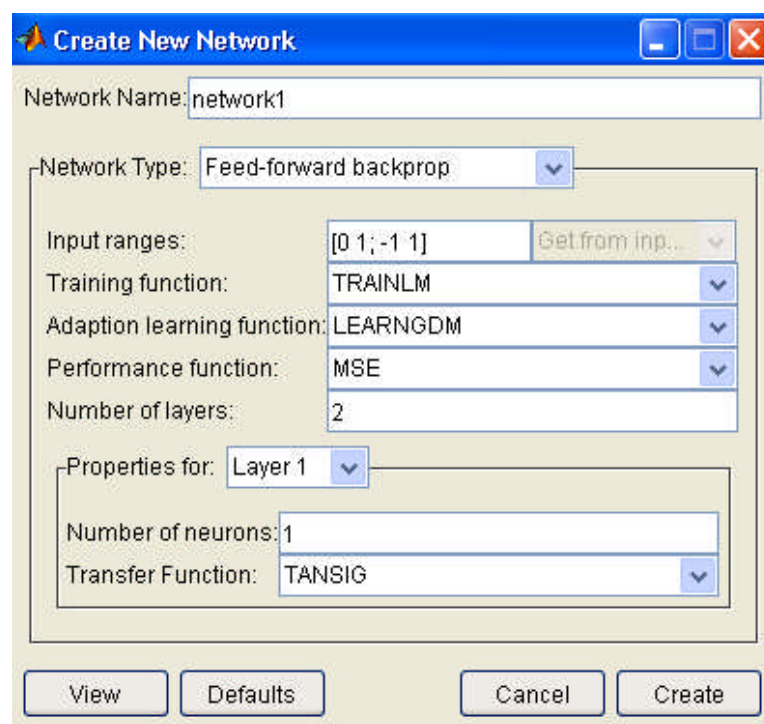 Create New Network
Network Name: network1
Network Type: Feed-forward backprop
Input ranges: [0 1; -1 1] Get from inp...
Training function: TRAINLM
Adaption learning function: LEARNGDM
Performance function: MSE
Number of layers: 2
Properties for: Layer 1
Number of neurons: 1
Transfer Function: TANSIG
View Defaults Cancel Create